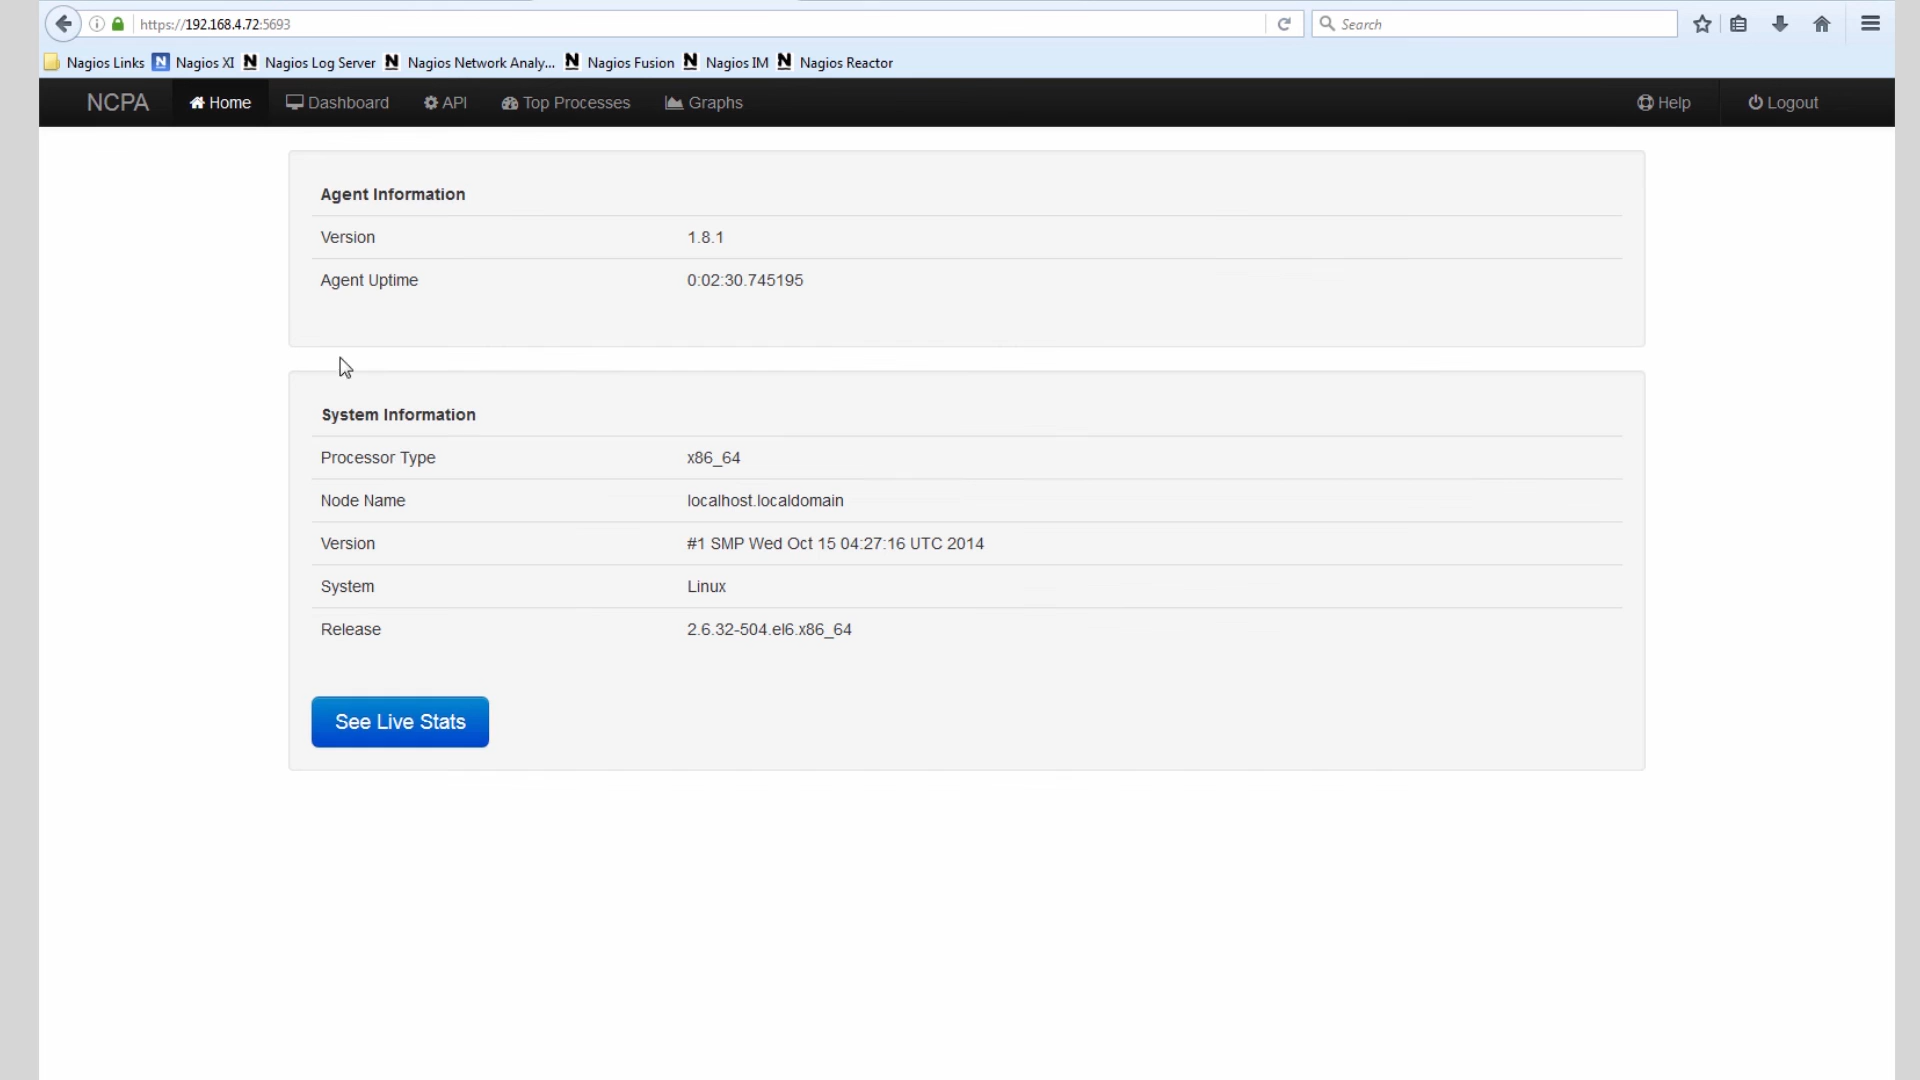 https://192.168.4.72:5693 Search
Nagios Links Nagios XI Nagios Log Server Nagios Network Analy... Nagios Fusion Nagios IM Nagios Reactor
NCPA Home Dashboard API Top Processes Graphs Help Logout
Agent Information
Version 1.8.1
Agent Uptime 0:02:30.745195
System Information
Processor Type x86_64
Node Name localhost.localdomain
Version #1 SMP Wed Oct 15 04:27:16 UTC 2014
System Linux
Release 2.6.32-504.el6.x86_64
See Live Stats